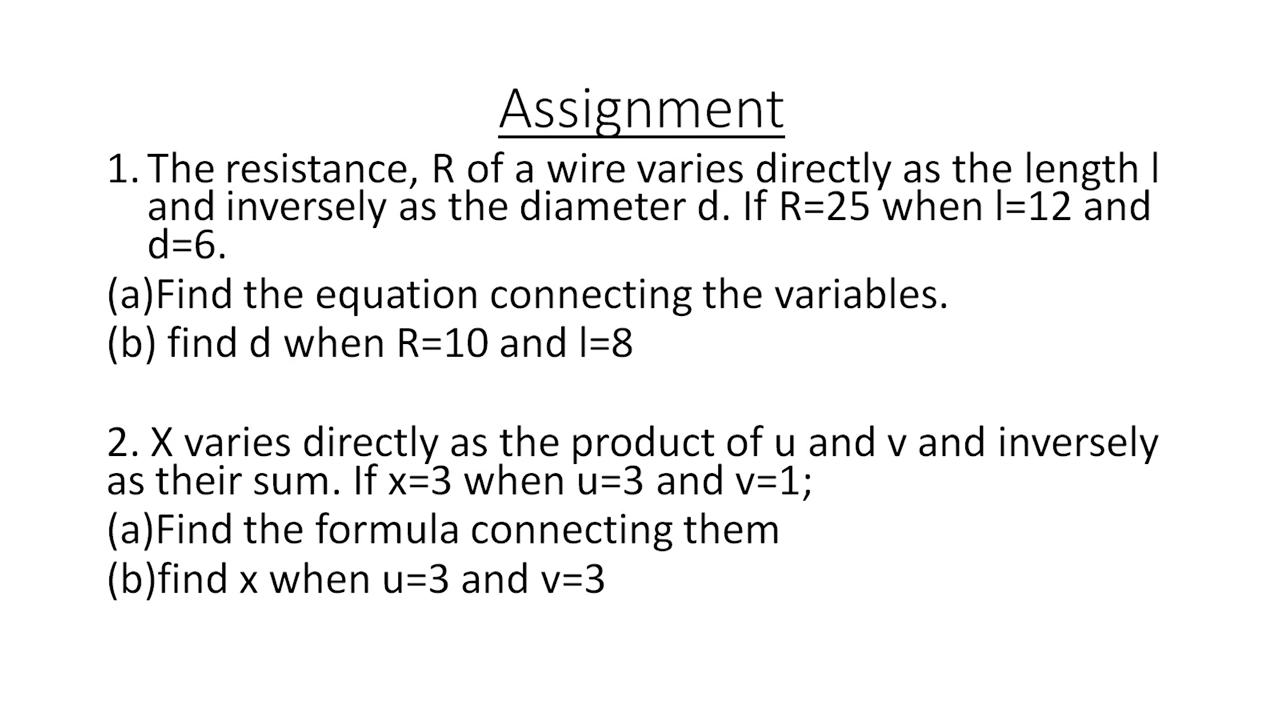 Assignment
1. The resistance, R of a wire varies directly as the length l
and inversely as the diameter d. If R=25 when l=12 and
d=6.
(a)Find the equation connecting the variables.
(b) find d when R=10 and l=8
2. X varies directly as the product of u and v and inversely
as their sum. If x=3 when u=3 and v=1;
(a)Find the formula connecting them
(b)find x when u=3 and v=3